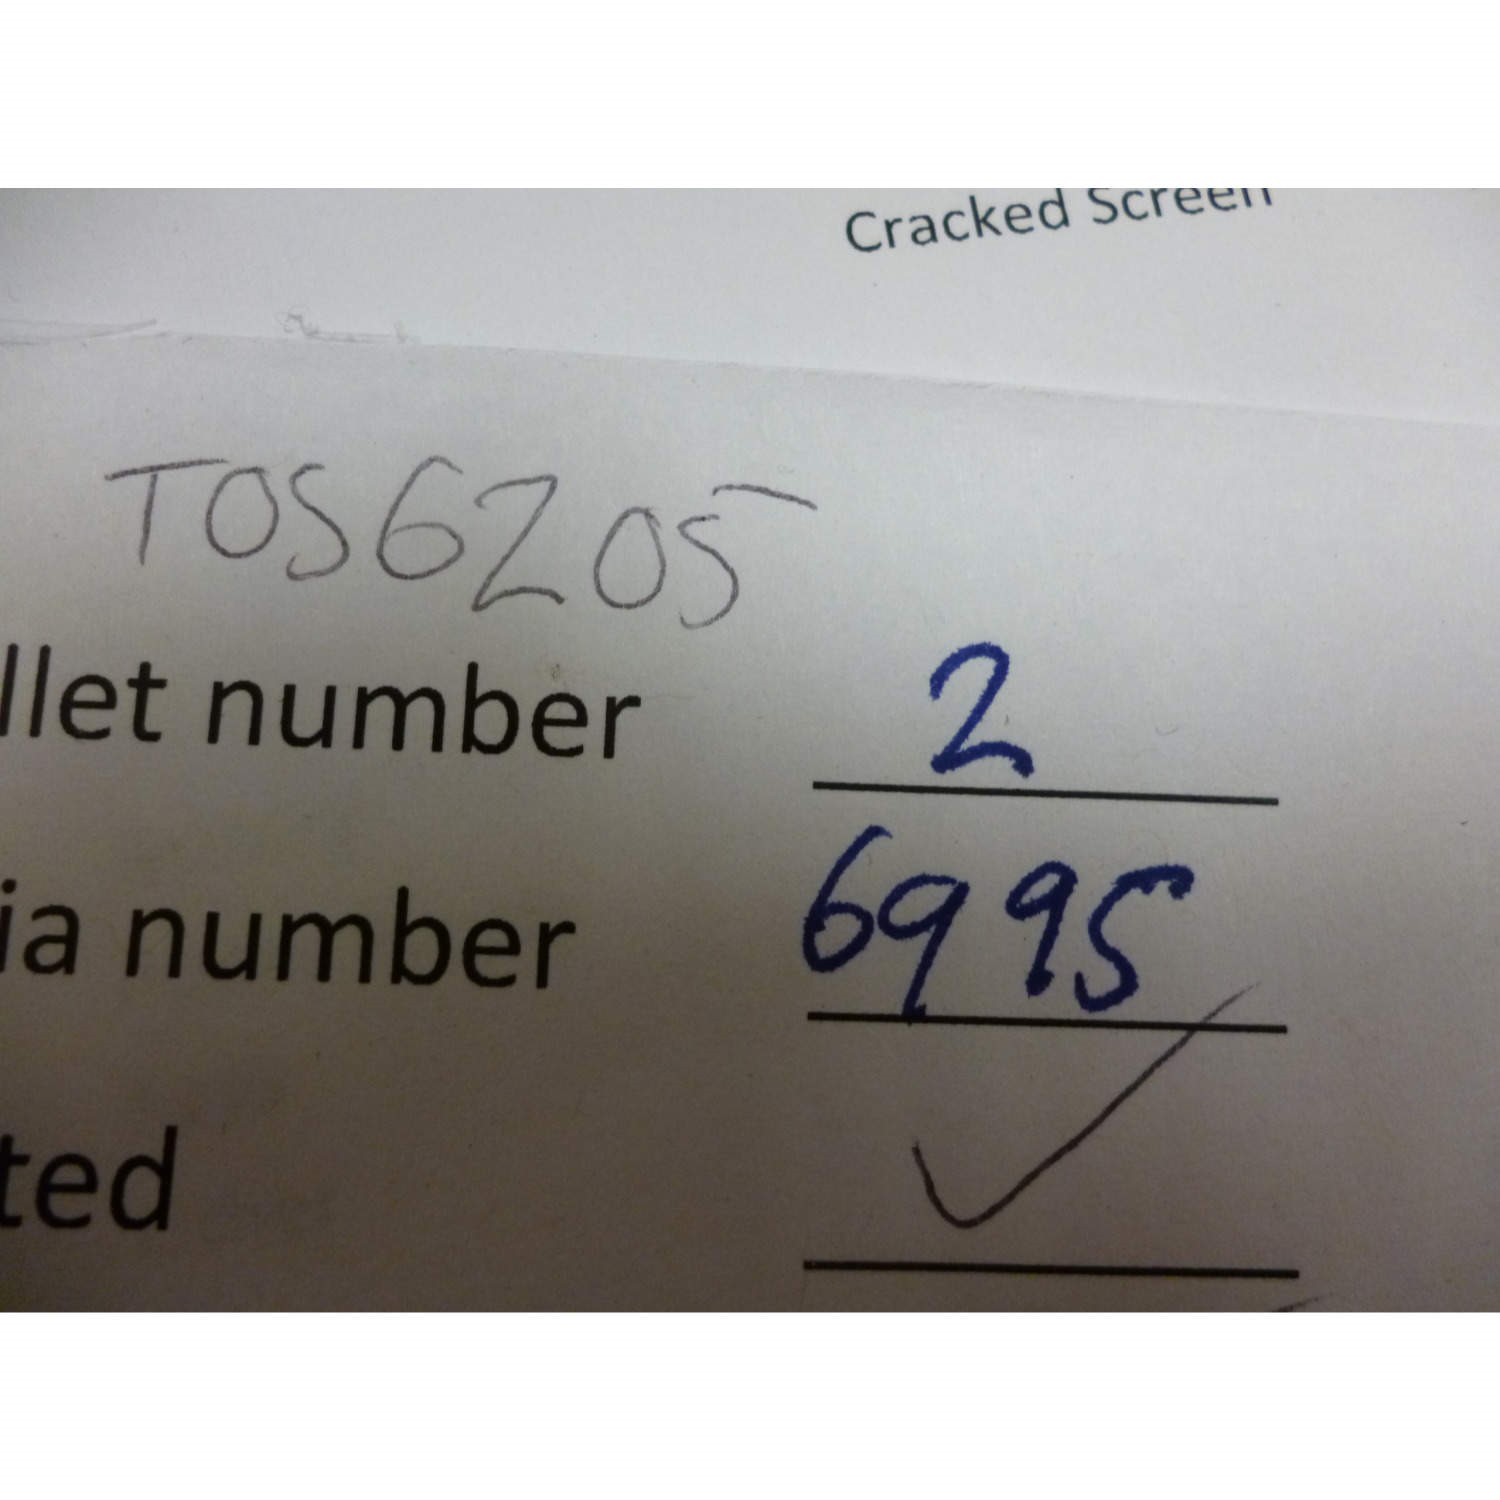 Cracked Screen
TOS6205
llet number 2
ia number 6995
ted ✓